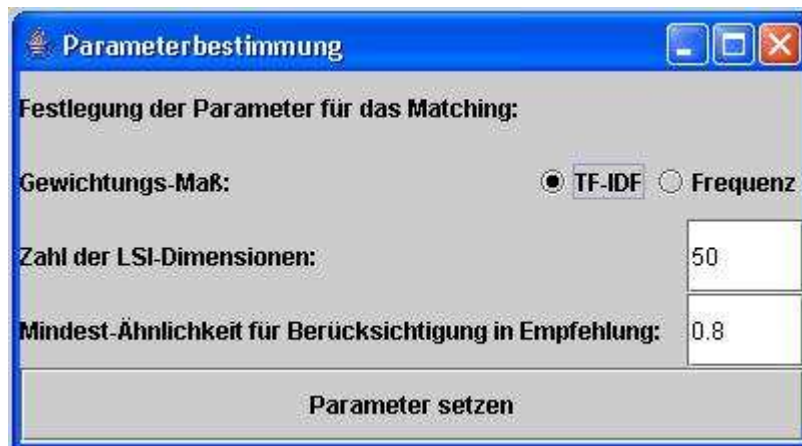 Parameterbestimmung
Festlegung der Parameter für das Matching:
Gewichtungs-Maß: TF-IDF Frequenz
Zahl der LSI-Dimensionen: 50
Mindest-Ähnlichkeit für Berücksichtigung in Empfehlung: 0.8
Parameter setzen